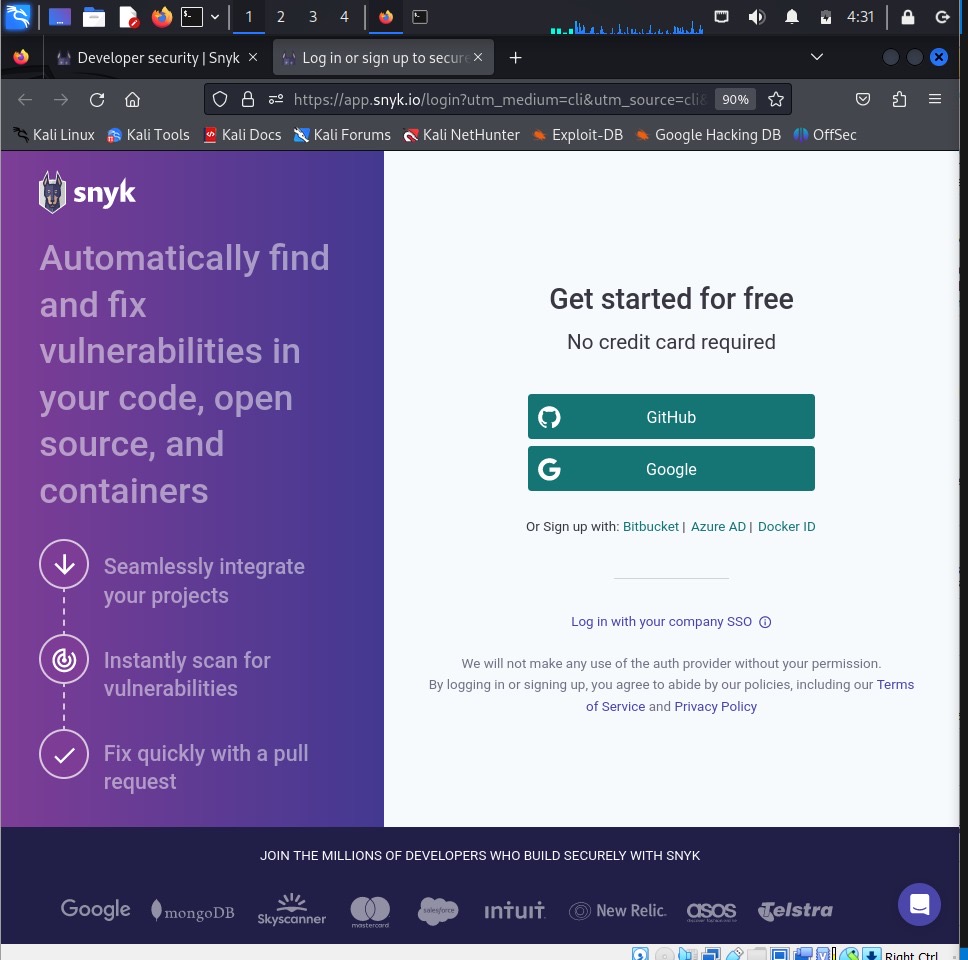 1 2 3 4
4:31
Developer security | Snyk
Log in or sign up to secure
https://app.snyk.io/login?utm_medium=cli&utm_source=cli&
90%
Kali Linux
Kali Tools
Kali Docs
Kali Forums
Kali NetHunter
Exploit-DB
Google Hacking DB
OffSec
snyk
Automatically find
and fix
vulnerabilities in
your code, open
source, and
containers
Seamlessly integrate
your projects
Instantly scan for
vulnerabilities
Fix quickly with a pull
request
Get started for free
No credit card required
GitHub
Google
Or Sign up with: Bitbucket | Azure AD | Docker ID
Log in with your company SSO
We will not make any use of the auth provider without your permission.
By logging in or signing up, you agree to abide by our policies, including our Terms
of Service and Privacy Policy
JOIN THE MILLIONS OF DEVELOPERS WHO BUILD SECURELY WITH SNYK
Google
mongoDB
Skyscanner
mastercard
salesforce
INTUIT
New Relic.
asos
discover fashion online
Telstra
Right Ctrl